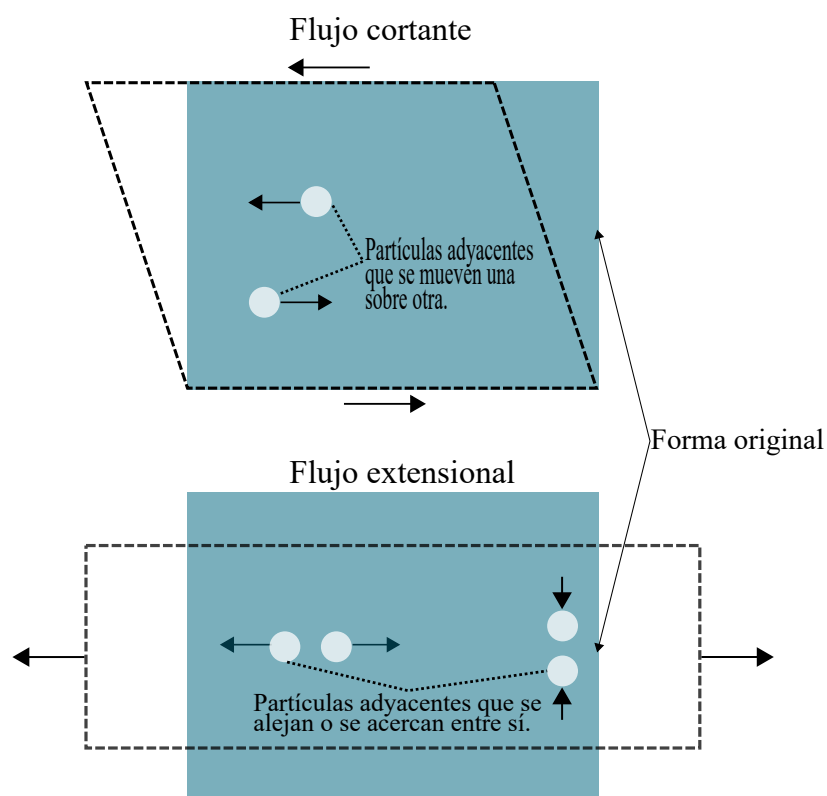 Flujo cortante
Partículas adyacentes
que se mueven una
sobre otra.
Forma original
Flujo extensional
Partículas adyacentes que se
alejan o se acercan entre sí.